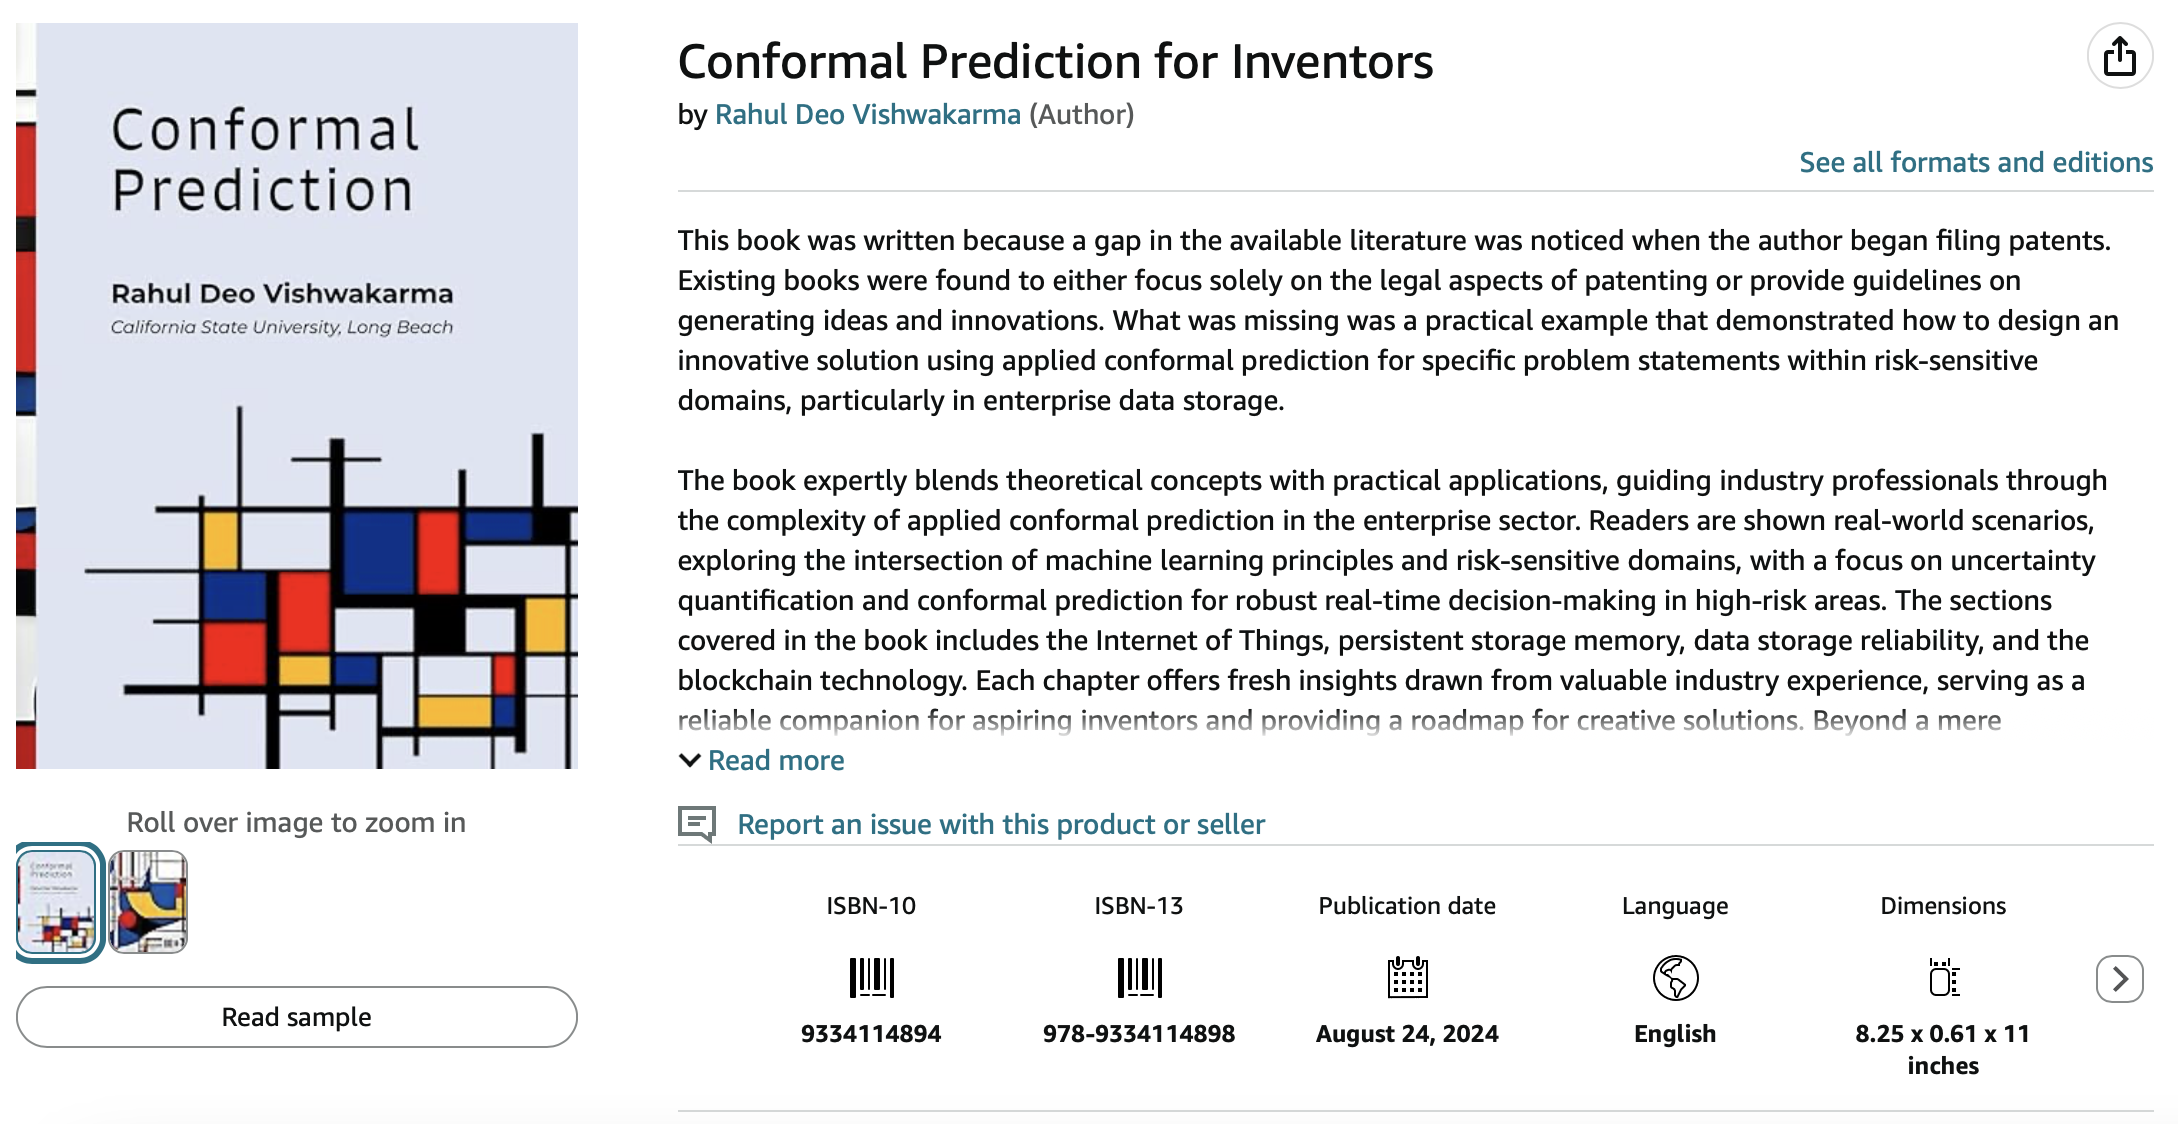 Conformal
Prediction
Rahul Deo Vishwakarma
California State University, Long Beach
Roll over image to zoom in
Conformal
Prediction
Read sample
Conformal Prediction for Inventors
by Rahul Deo Vishwakarma (Author)
See all formats and editions
This book was written because a gap in the available literature was noticed when the author began filing patents.
Existing books were found to either focus solely on the legal aspects of patenting or provide guidelines on
generating ideas and innovations. What was missing was a practical example that demonstrated how to design an
innovative solution using applied conformal prediction for specific problem statements within risk-sensitive
domains, particularly in enterprise data storage.
The book expertly blends theoretical concepts with practical applications, guiding industry professionals through
the complexity of applied conformal prediction in the enterprise sector. Readers are shown real-world scenarios,
exploring the intersection of machine learning principles and risk-sensitive domains, with a focus on uncertainty
quantification and conformal prediction for robust real-time decision-making in high-risk areas. The sections
covered in the book includes the Internet of Things, persistent storage memory, data storage reliability, and the
blockchain technology. Each chapter offers fresh insights drawn from valuable industry experience, serving as a
reliable companion for aspiring inventors and providing a roadmap for creative solutions. Beyond a mere
Read more
Report an issue with this product or seller
ISBN-10
9334114894
ISBN-13
978-9334114898
Publication date
August 24, 2024
Language
English
Dimensions
8.25 x 0.61 x 11
inches